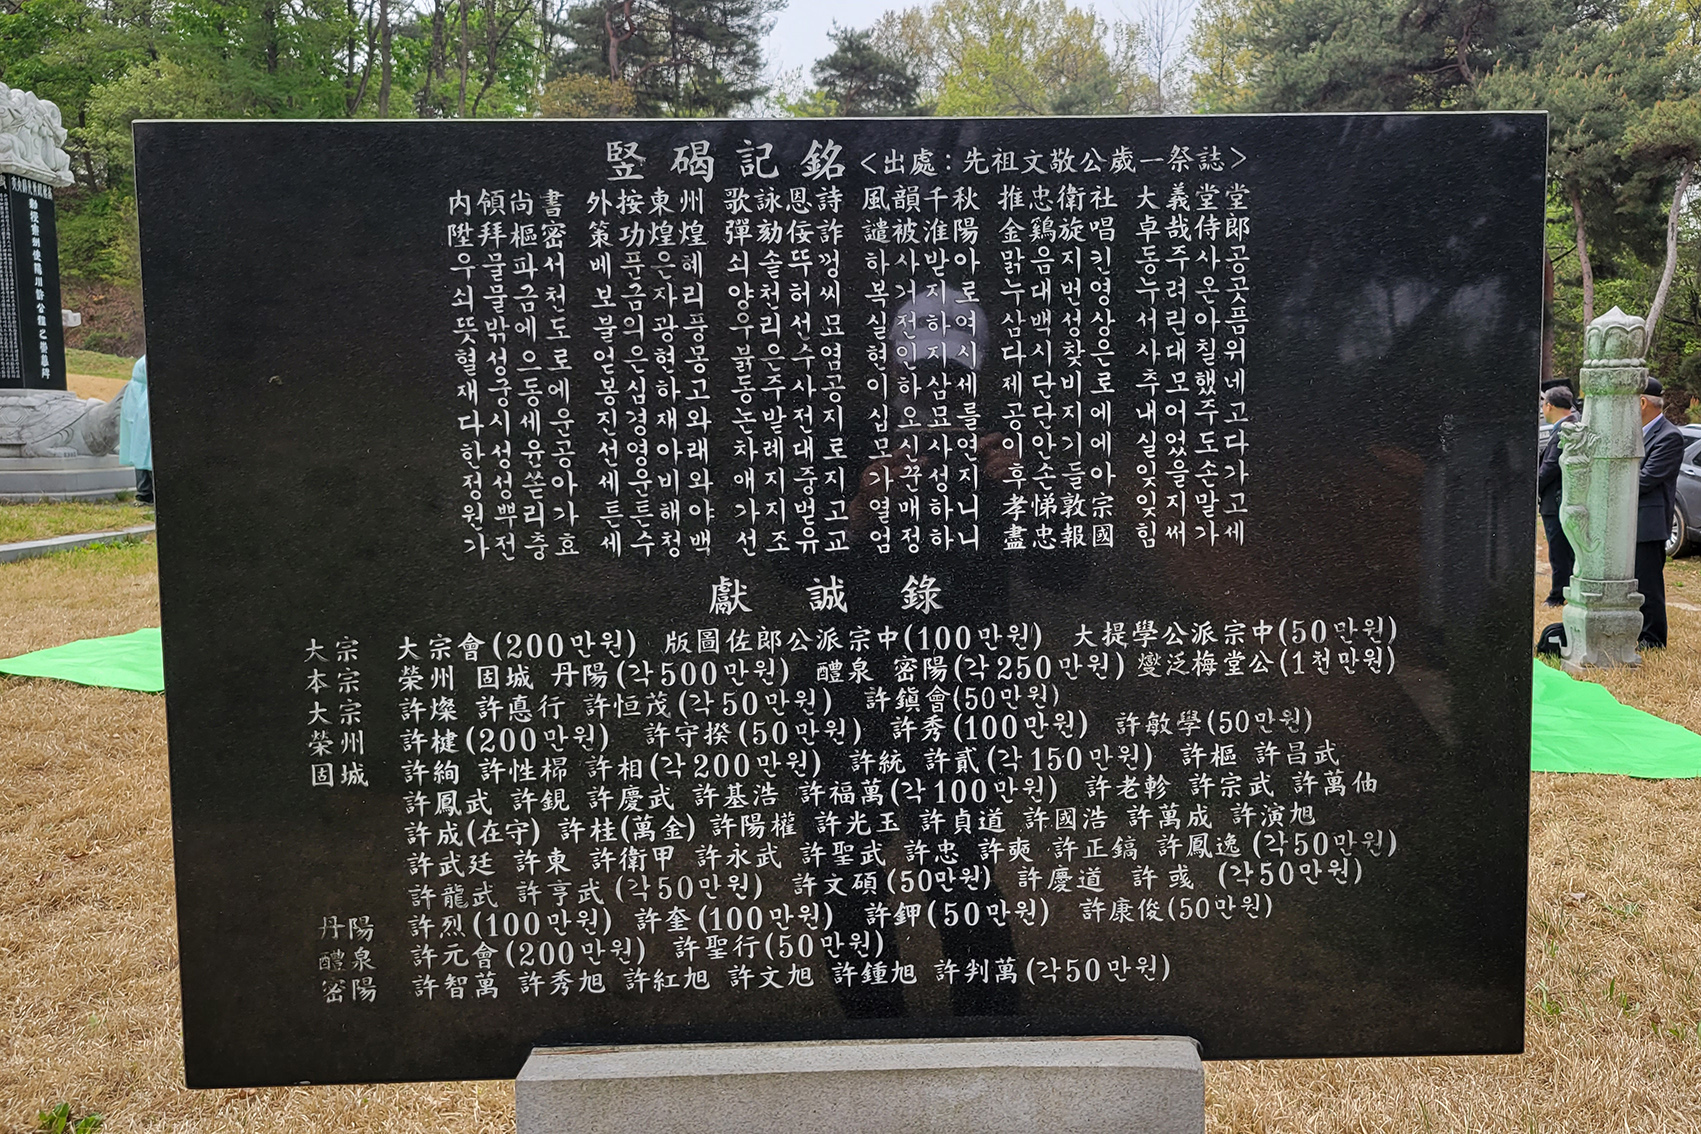 竪碣記銘 <出處:先祖文敬公歲一祭誌>
内領尚書 外按東州 歌詠恩詩 風韻千秋 推忠衛社 大義堂堂
陞拜樞密 策功煌煌 彈劾佞詐 譴被淮陽 金鷄旋唱 卓哉侍郎
우물파서 베푼은혜 쇠솥뚜껑 하사받아 맑음지킨 동주사공
쇠물금천 보금자리 양천허씨 복거지로 누대번영 누려온곳
뜻밖에도 불의광풍 우리선묘 실전하여 삼백성상 서린아픔
혈성으로 얻은현몽 붉은수염 현인지시 다시찾은 사대칠위
재궁동에 봉심하고 동주사공 이하삼세 제단비로 추모했네
다시세운 진경재와 논발전지 십오묘를 공단지에 내어주고
한성윤공 선영아래 차례대로 모신사연 이안기에 실었도다
정성쏟아 세운비와 애지중지 가꾼성지 후손들아 잊을손가
원뿌리가 튼튼해야 가지벋고 열매하니 孝悌敦宗 잊지말고
가전충효 세수청백 선조유교 엄정하니 盡忠報國 힘써가세
獻誠錄
大宗 大宗會(200만원) 版圖佐郎公派宗中(100만원) 大提學公派宗中(50만원)
本宗 榮州 固城 丹陽(각500만원) 醴泉 密陽(각250만원) 燮泛梅堂公(1천만원)
大宗 許燦 許憙行 許恒茂(각50만원) 許鎭會(50만원)
榮州 許楗(200만원) 許守揆(50만원) 許秀(100만원) 許敏學(50만원)
固城 許絢 許性柹 許相(각200만원) 許統 許貳(각150만원) 許樞 許昌武
許鳳武 許鋧 許慶武 許基浩 許福萬(각100만원) 許老軫 許宗武 許萬伷
許成(在守) 許桂(萬金) 許陽權 許光玉 許貞道 許國浩 許萬成 許演旭
許武廷 許東 許衛甲 許永武 許聖武 許忠 許爽 許正鎬 許鳳逸(각50만원)
許龍武 許亨武(각50만원) 許文碩(50만원) 許慶道 許彧 (각50만원)
丹陽 許烈(100만원) 許奎(100만원) 許鉀(50만원) 許康俊(50만원)
醴泉 許元會(200만원) 許聖行(50만원)
密陽 許智萬 許秀旭 許紅旭 許文旭 許鍾旭 許判萬(각50만원)